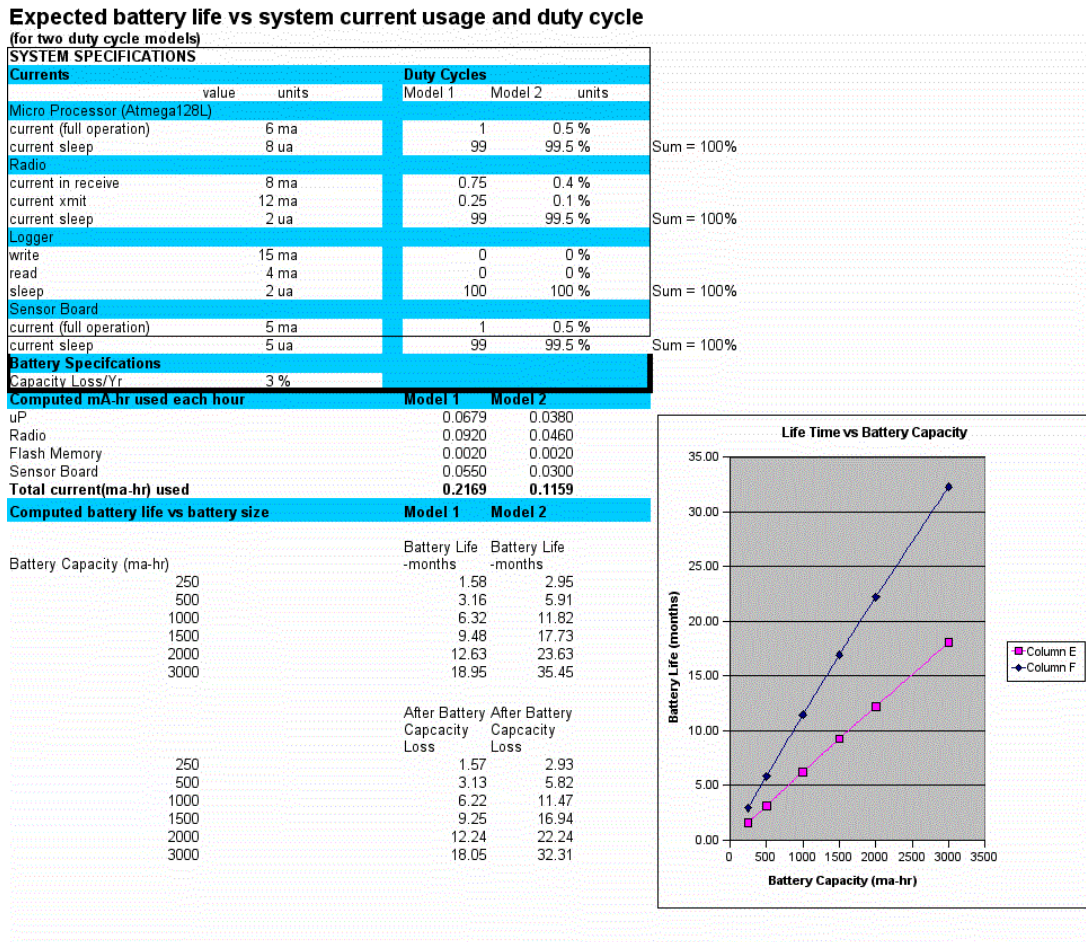 Expected battery life vs system current usage and duty cycle
(for two duty cycle models)
SYSTEM SPECIFICATIONS
Currents Duty Cycles
value units Model 1 Model 2 units
Micro Processor (Atmega128L)
current (full operation) 6 ma 1 0.5 %
current sleep 8 ua 99 99.5 % Sum = 100%
Radio
current in receive 8 ma 0.75 0.4 %
current xmit 12 ma 0.25 0.1 %
current sleep 2 ua 99 99.5 % Sum = 100%
Logger
write 15 ma 0 0 %
read 4 ma 0 0 %
sleep 2 ua 100 100 % Sum = 100%
Sensor Board
current (full operation) 5 ma 1 0.5 %
current sleep 5 ua 99 99.5 % Sum = 100%
Battery Specifcations
Capacity Loss/Yr 3 %
Computed mA-hr used each hour Model 1 Model 2
uP 0.0679 0.0380
Radio 0.0920 0.0460
Flash Memory 0.0020 0.0020
Sensor Board 0.0550 0.0300
Total current(ma-hr) used 0.2169 0.1159
Computed battery life vs battery size Model 1 Model 2
Battery Life Battery Life
Battery Capacity (ma-hr) -months -months
250 1.58 2.95
500 3.16 5.91
1000 6.32 11.82
1500 9.48 17.73
2000 12.63 23.63
3000 18.95 35.45
After Battery After Battery
Capcacity Capcacity
Loss Loss
250 1.57 2.93
500 3.13 5.82
1000 6.22 11.47
1500 9.25 16.94
2000 12.24 22.24
3000 18.05 32.31
Life Time vs Battery Capacity
35.00
30.00
25.00
20.00
15.00
10.00
5.00
0.00
Battery Life (months)
0 500 1000 1500 2000 2500 3000 3500
Battery Capacity (ma-hr)
Column E
Column F